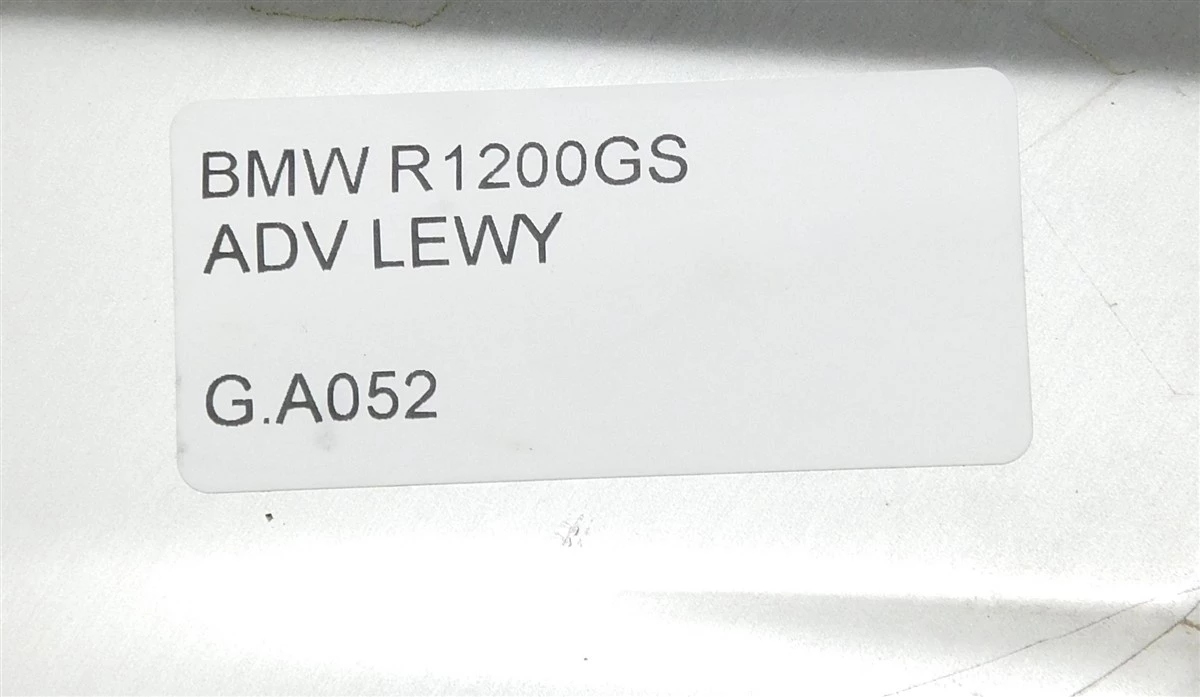 BMW R1200GS
ADV LEWY
G.A052